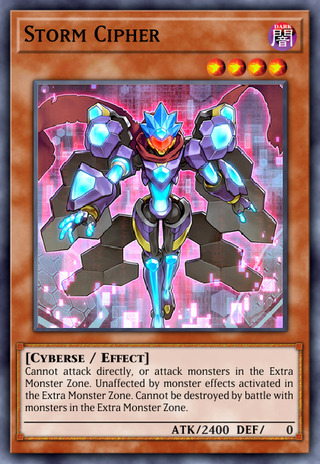 Storm Cipher
DARK
闇
[Cyberse / Effect]
Cannot attack directly, or attack monsters in the Extra
Monster Zone. Unaffected by monster effects activated in
the Extra Monster Zone. Cannot be destroyed by battle with
monsters in the Extra Monster Zone.
ATK/2400 DEF/ 0